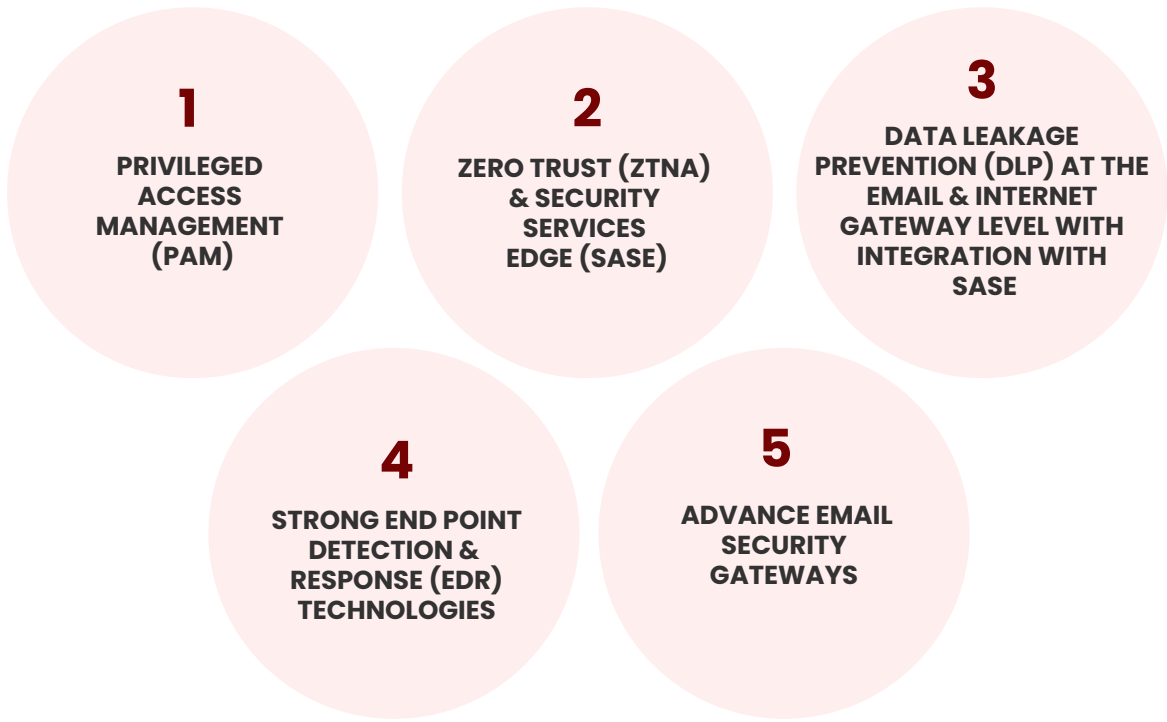 1
PRIVILEGED
ACCESS
MANAGEMENT
(PAM)
2
ZERO TRUST (ZTNA)
& SECURITY
SERVICES
EDGE (SASE)
3
DATA LEAKAGE
PREVENTION (DLP) AT THE
EMAIL & INTERNET
GATEWAY LEVEL WITH
INTEGRATION WITH
SASE
4
STRONG END POINT
DETECTION &
RESPONSE (EDR)
TECHNOLOGIES
5
ADVANCE EMAIL
SECURITY
GATEWAYS